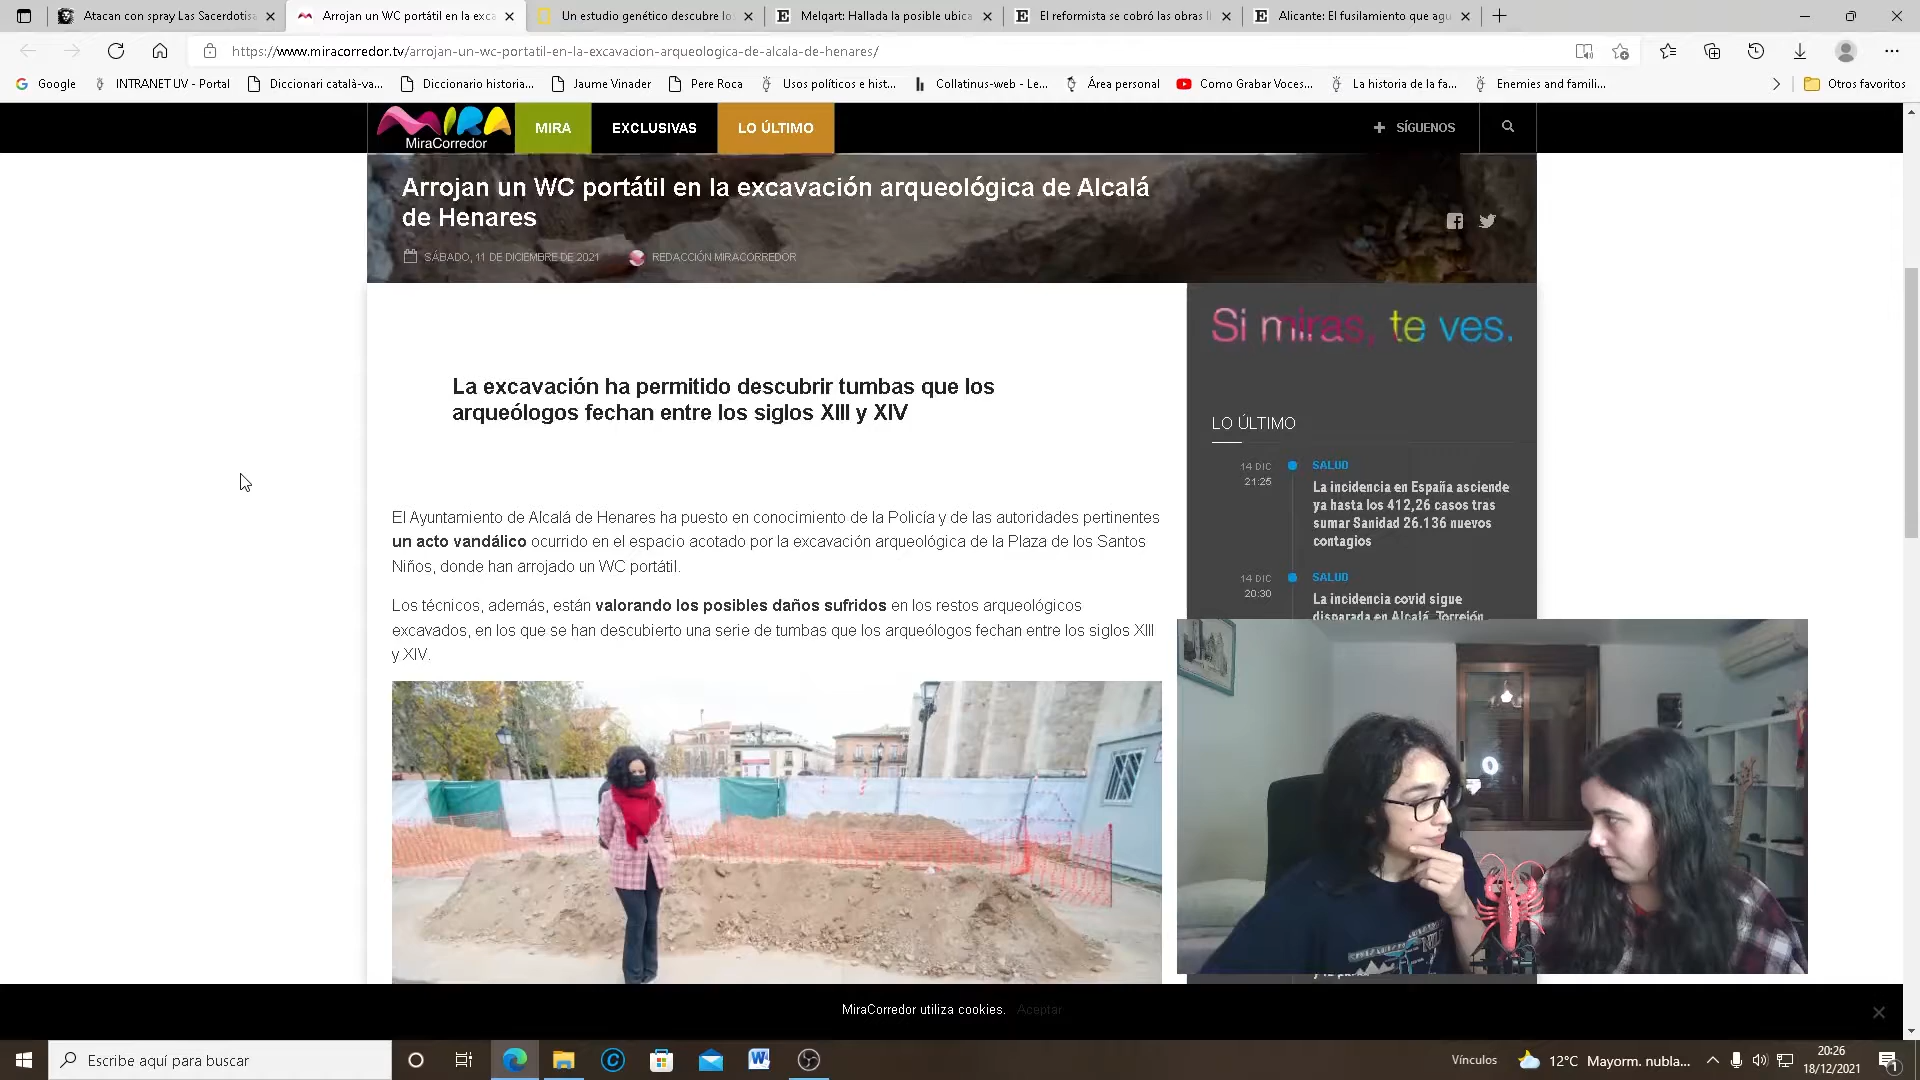 Atacan con spray Las Sacerdotisa
Arrojan un WC portátil en la exca
Un estudio genético descubre lo
Melqart: Hallada la posible ubica
El reformista se cobró las obras li
Alicante: El fusilamiento que agu
https://www.miracorredor.tv/arrojan-un-wc-portatil-en-la-excavacion-arqueologica-de-alcala-de-henares/
Google
INTRANET UV - Portal
Diccionari català-va...
Diccionario historia...
Jaume Vinader
Pere Roca
Usos políticos e hist...
Collatinus-web - Le...
Área personal
Como Grabar Voces...
La historia de la fa...
Enemies and famili...
Otros favoritos
MIRA
MiraCorredor
MIRA
EXCLUSIVAS
LO ÚLTIMO
SÍGUENOS
Arrojan un WC portátil en la excavación arqueológica de Alcalá
de Henares
SÁBADO, 11 DE DICIEMBRE DE 2021
REDACCIÓN MIRACORREDOR
La excavación ha permitido descubrir tumbas que los
arqueólogos fechan entre los siglos XIII y XIV
El Ayuntamiento de Alcalá de Henares ha puesto en conocimiento de la Policía y de las autoridades pertinentes
un acto vandálico ocurrido en el espacio acotado por la excavación arqueológica de la Plaza de los Santos
Niños, donde han arrojado un WC portátil.
Los técnicos, además, están valorando los posibles daños sufridos en los restos arqueológicos
excavados, en los que se han descubierto una serie de tumbas que los arqueólogos fechan entre los siglos XIII
y XIV.
Si miras, te ves.
LO ÚLTIMO
14 DIC
21:25
SALUD
La incidencia en España asciende
ya hasta los 412,26 casos tras
sumar Sanidad 26.136 nuevos
contagios
14 DIC
20:30
SALUD
La incidencia covid sigue
disparada en Alcalá, Torrejón
MiraCorredor utiliza cookies. Aceptar
Escribe aquí para buscar
Vínculos
12°C Mayorm. nubla...
20:26
18/12/2021
1